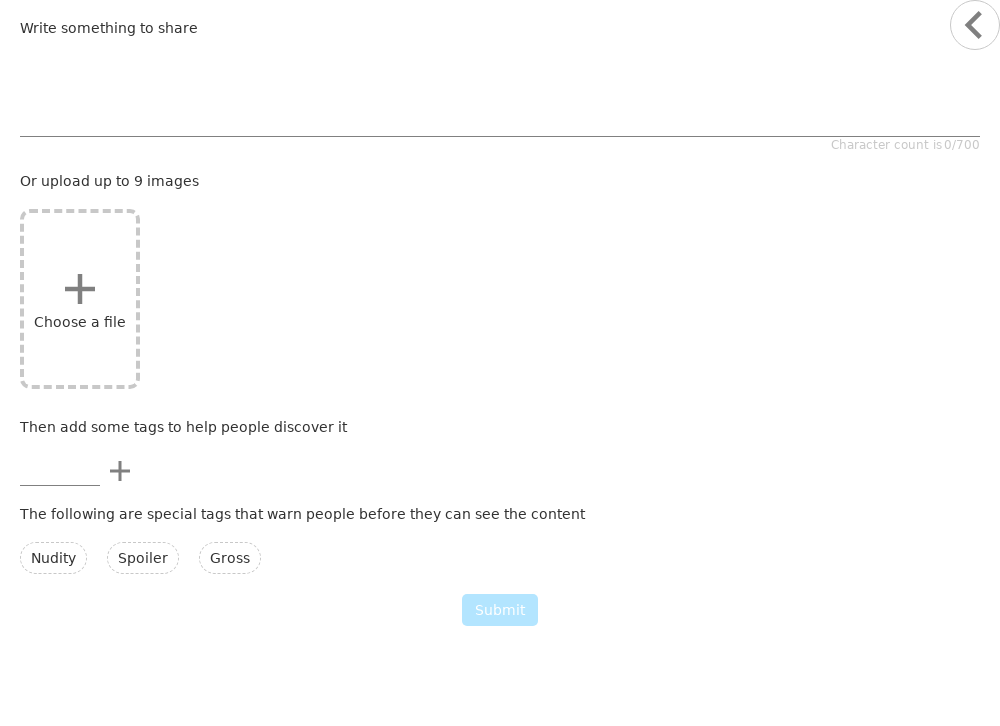 Write something to share
Character count is 0/700
Or upload up to 9 images
Choose a file
Then add some tags to help people discover it
The following are special tags that warn people before they can see the content
Nudity Spoiler Gross
Submit